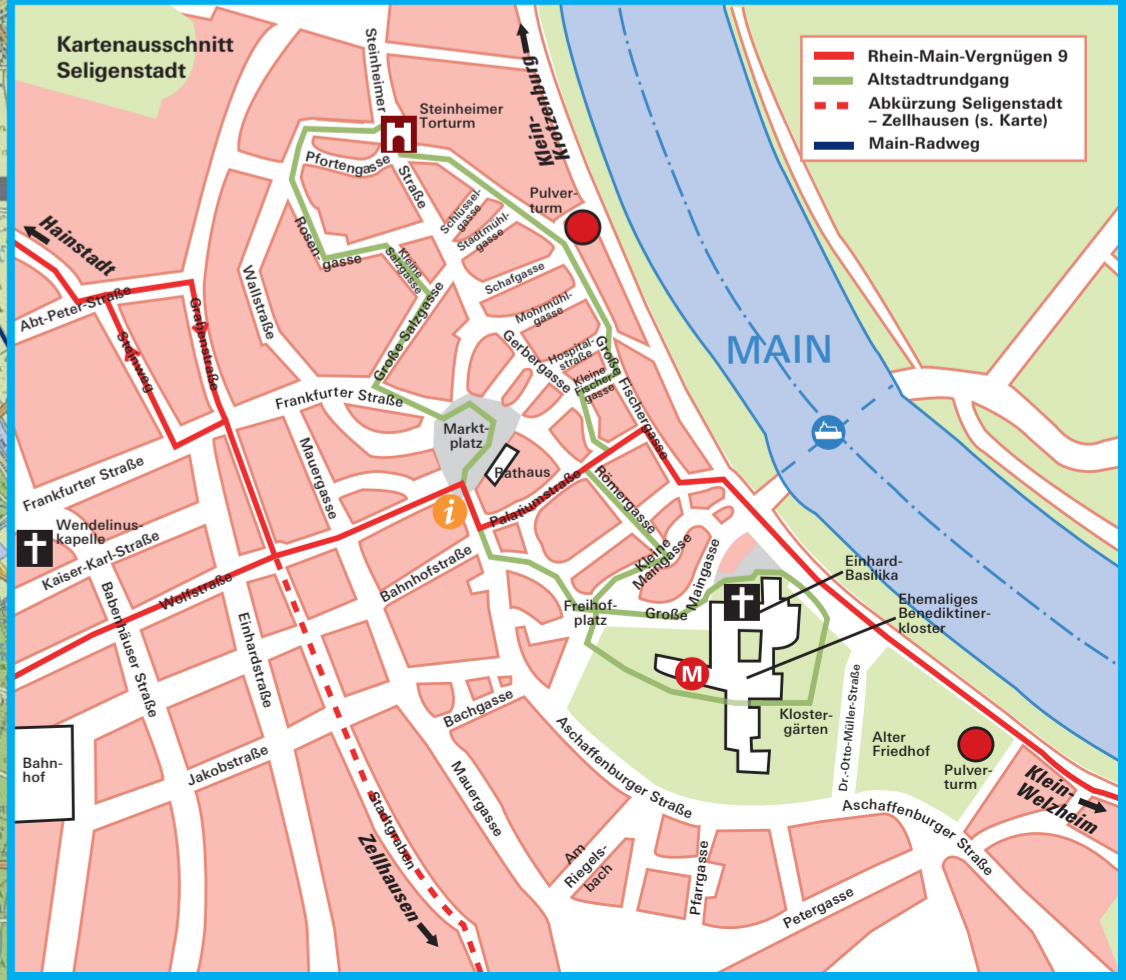 Kartenausschnitt
Seligenstadt
Rhein-Main-Vergnügen 9
Altstadtrundgang
Abkürzung Seligenstadt
– Zellhausen (s. Karte)
Main-Radweg
Steinheimer
Straße
Steinheimer
Torturm
Klein-
Krotzenburg
Pfortengasse
Pulver-
turm
Schlüssel-
gasse
Stadtmühl-
gasse
Rosen-
gasse
Kleine
Salzgasse
Hainstadt
Wallstraße
Schafgasse
Abt-Peter-Straße
Grabenstraße
Steinweg
Große Salzgasse
Mohrmühl-
gasse
Gerbergasse
Hospital-
straße
Kleine
Fischer-
gasse
Große Fischergasse
MAIN
Frankfurter Straße
Markt-
platz
Rathaus
Mauergasse
Frankfurter Straße
Palatiumstraße
Römergasse
i
Wendelinus-
kapelle
Kaiser-Karl-Straße
Wolfstraße
Bahnhofstraße
Kleine
Maingasse
Große Maingasse
Freihof-
platz
Einhard-
Basilika
Ehemaliges
Benediktiner-
kloster
M
Babenhäuser Straße
Einhardstraße
Bachgasse
Kloster-
gärten
Dr.-Otto-Müller-Straße
Alter
Friedhof
Pulver-
turm
Klein-
Welzheim
Bahn-
hof
Jakobstraße
Mauergasse
Aschaffenburger Straße
Aschaffenburger Straße
Stadtgraben
Zellhausen
Am
Riegels-
bach
Pfarrgasse
Petergasse